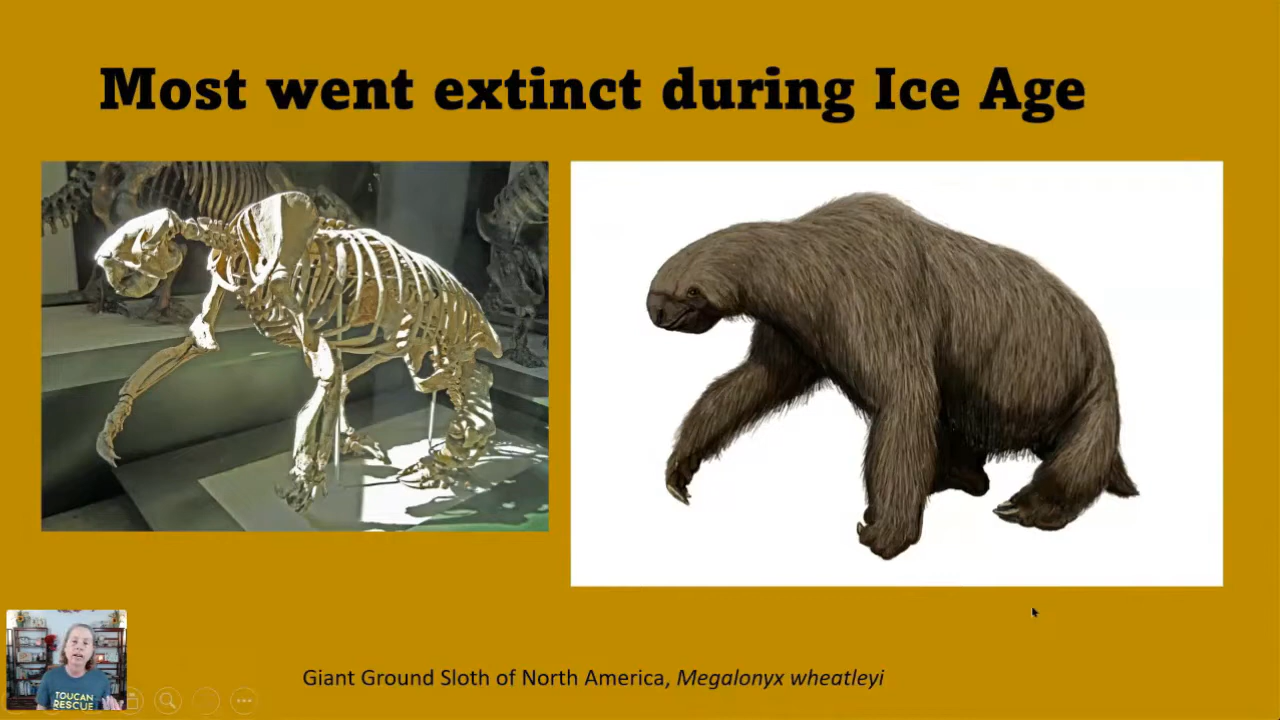 Most went extinct during Ice Age
Giant Ground Sloth of North America, Megalonyx wheatleyi
TOUCAN
RESCUE